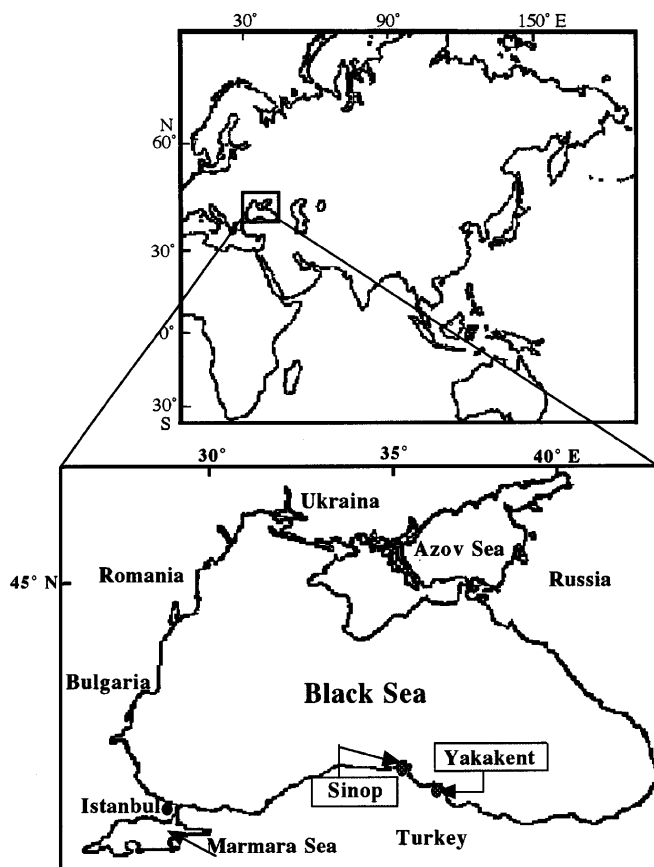 30° 90° 150° E
N
60°
30°
0°
30°
S
30° 35° 40° E
Ukraina
Azov Sea
Romania
Russia
45° N
Bulgaria
Black Sea
Yakakent
Sinop
Istanbul
Marmara Sea
Turkey